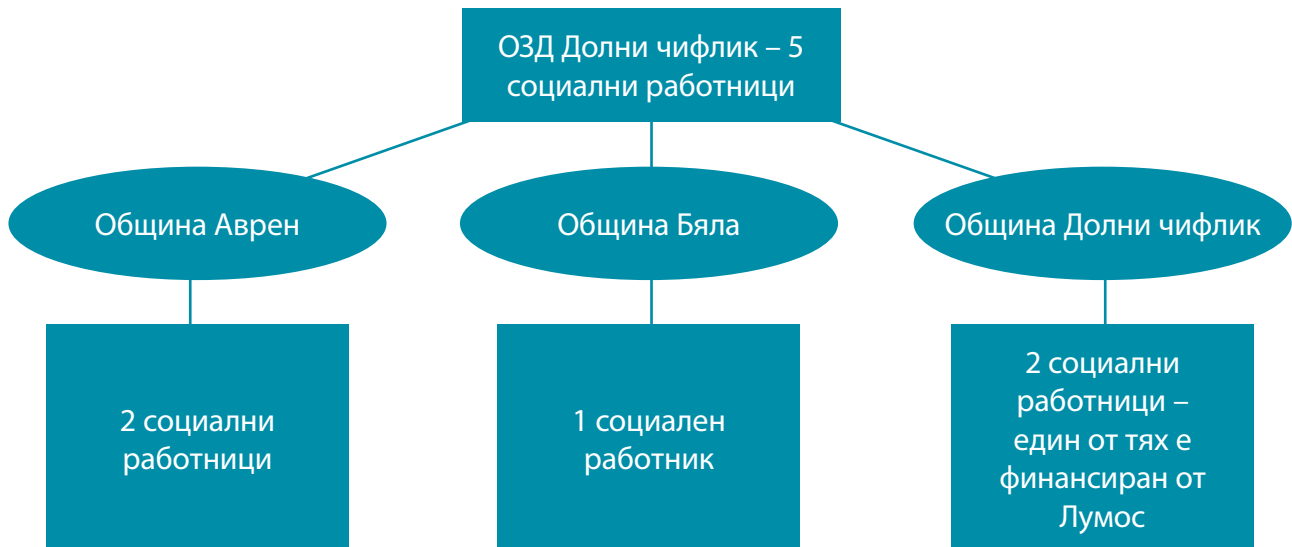 ОЗД Долни чифлик – 5
социални работници
Община Аврен
Община Бяла
Община Долни чифлик
2 социални
работници
1 социален
работник
2 социални
работници –
един от тях е
финансиран от
Лумос